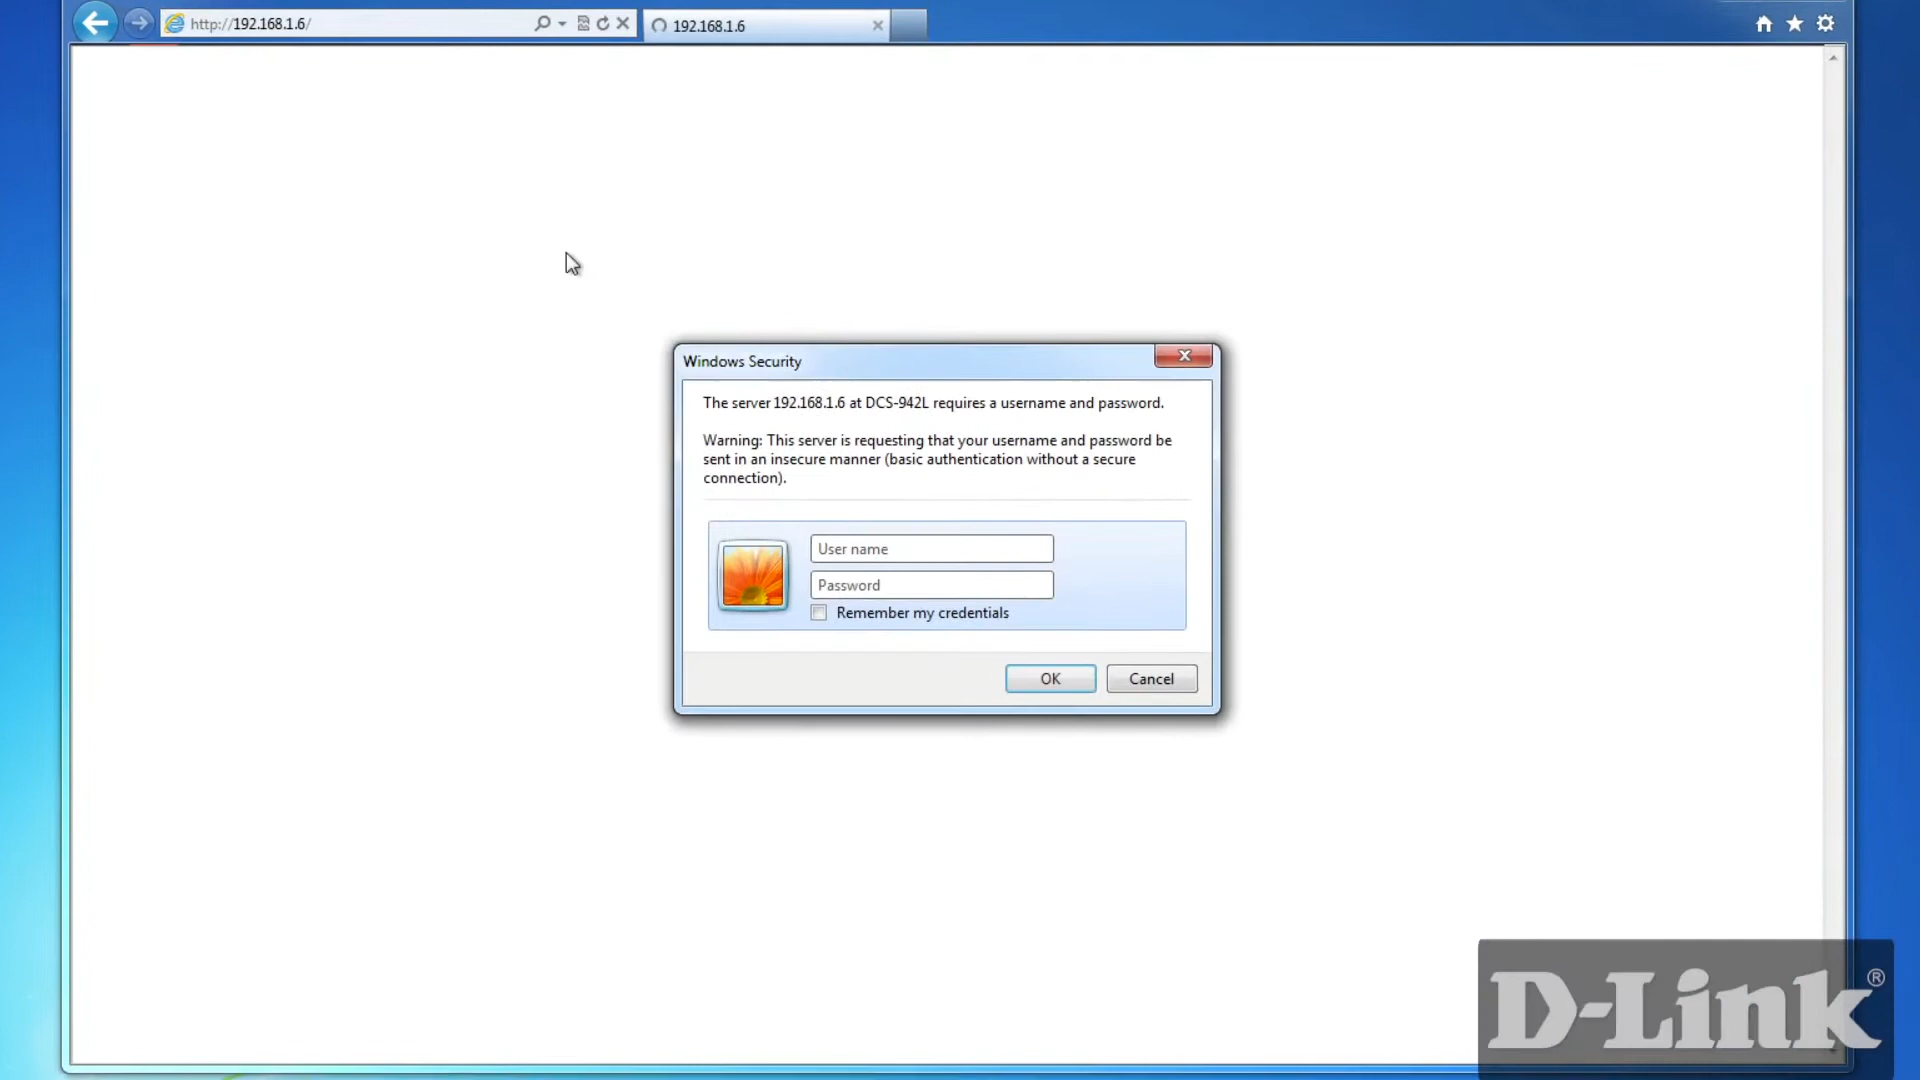 http://192.168.1.6/
192.168.1.6
Windows Security
The server 192.168.1.6 at DCS-942L requires a username and password.
Warning: This server is requesting that your username and password be
sent in an insecure manner (basic authentication without a secure
connection).
User name
Password
Remember my credentials
OK
Cancel
D-Link®